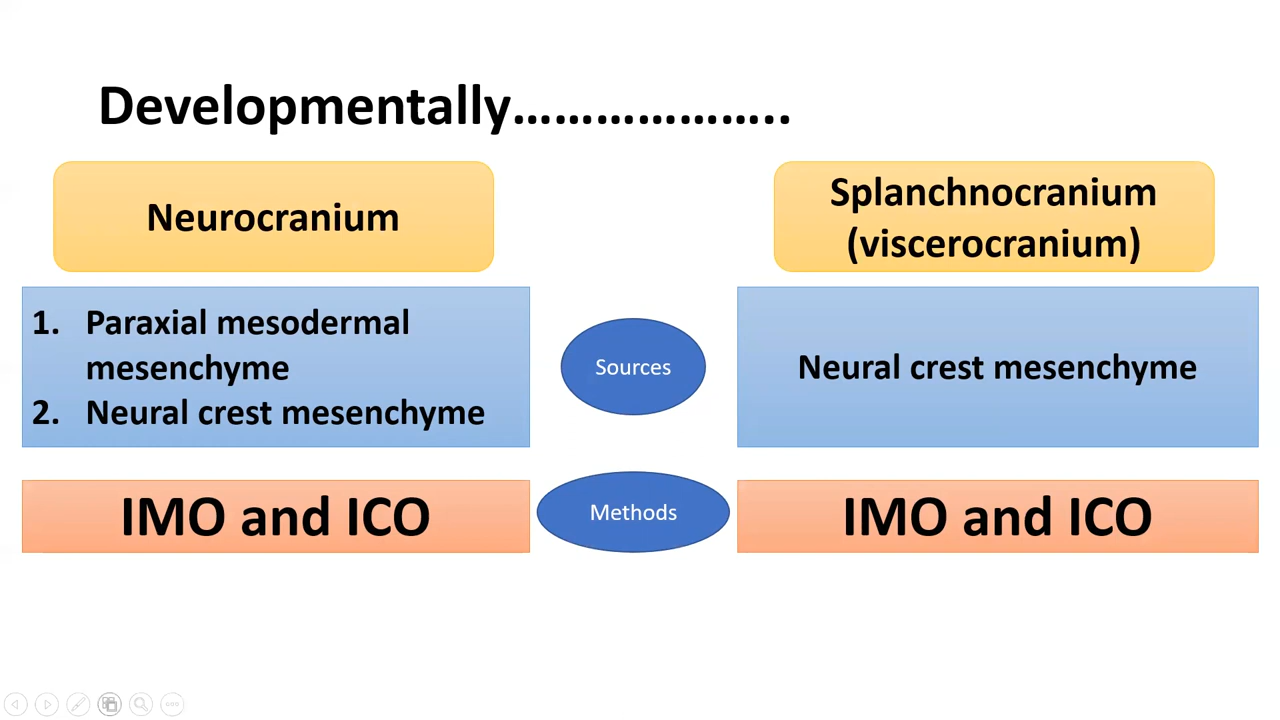 Developmentally………………..
Neurocranium
Splanchnocranium
(viscerocranium)
1. Paraxial mesodermal
mesenchyme
2. Neural crest mesenchyme
Sources
Neural crest mesenchyme
IMO and ICO
Methods
IMO and ICO